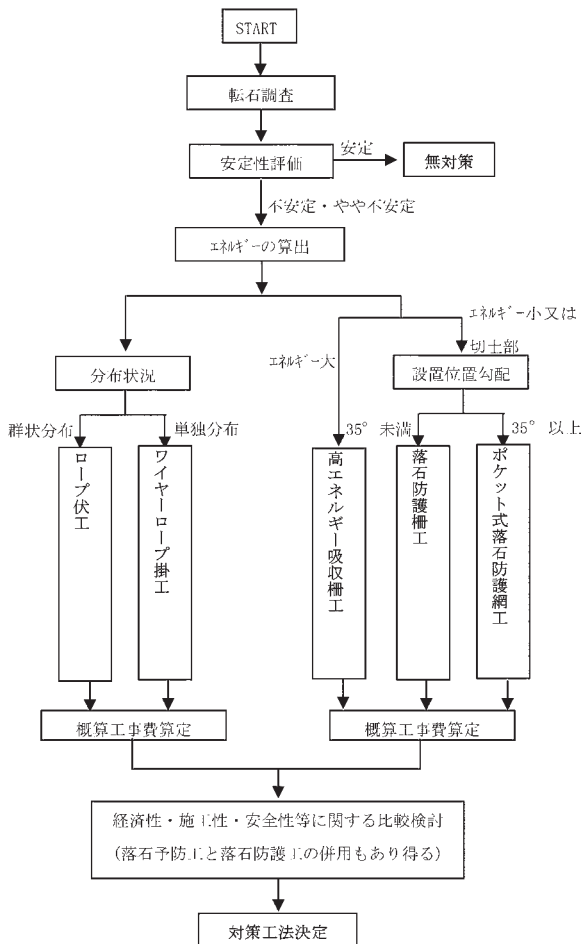 START
転石調査
安定性評価
安定
無対策
不安定・やや不安定
エネルギーの算出
エネルギー小又は
切土部
エネルギー大
分布状況
設置位置勾配
群状分布
単独分布
35° 未満
35° 以上
ロープ伏工
ワイヤーロープ掛工
高エネルギー吸収柵工
落石防護柵工
ポケット式落石防護網工
概算工事費算定
概算工事費算定
経済性・施工性・安全性等に関する比較検討
(落石予防工と落石防護工の併用もあり得る)
対策工法決定